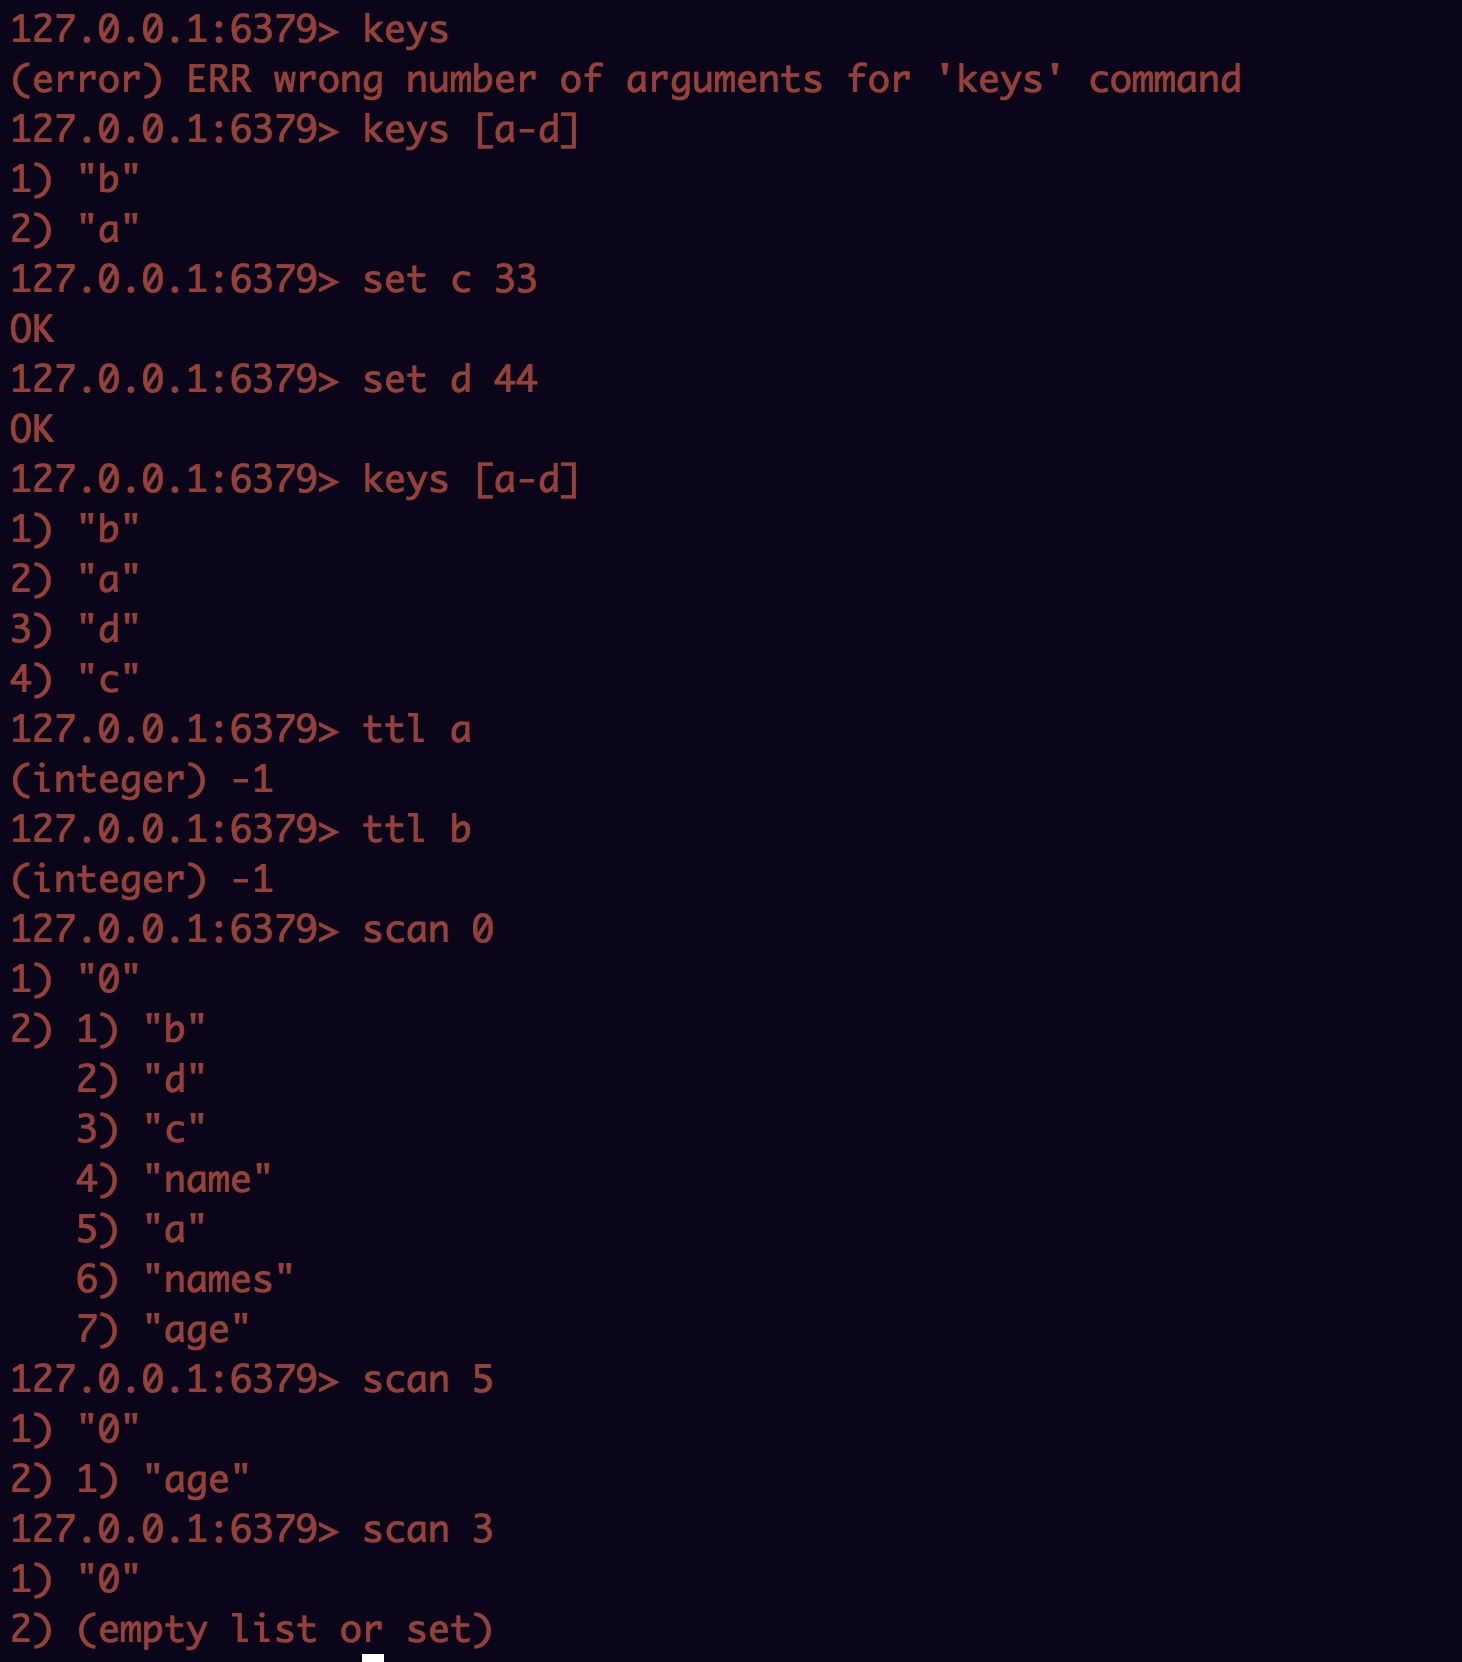 127.0.0.1:6379> keys
(error) ERR wrong number of arguments for 'keys' command
127.0.0.1:6379> keys [a-d]
1) "b"
2) "a"
127.0.0.1:6379> set c 33
OK
127.0.0.1:6379> set d 44
OK
127.0.0.1:6379> keys [a-d]
1) "b"
2) "a"
3) "d"
4) "c"
127.0.0.1:6379> ttl a
(integer) -1
127.0.0.1:6379> ttl b
(integer) -1
127.0.0.1:6379> scan 0
1) "0"
2) 1) "b"
   2) "d"
   3) "c"
   4) "name"
   5) "a"
   6) "names"
   7) "age"
127.0.0.1:6379> scan 5
1) "0"
2) 1) "age"
127.0.0.1:6379> scan 3
1) "0"
2) (empty list or set)